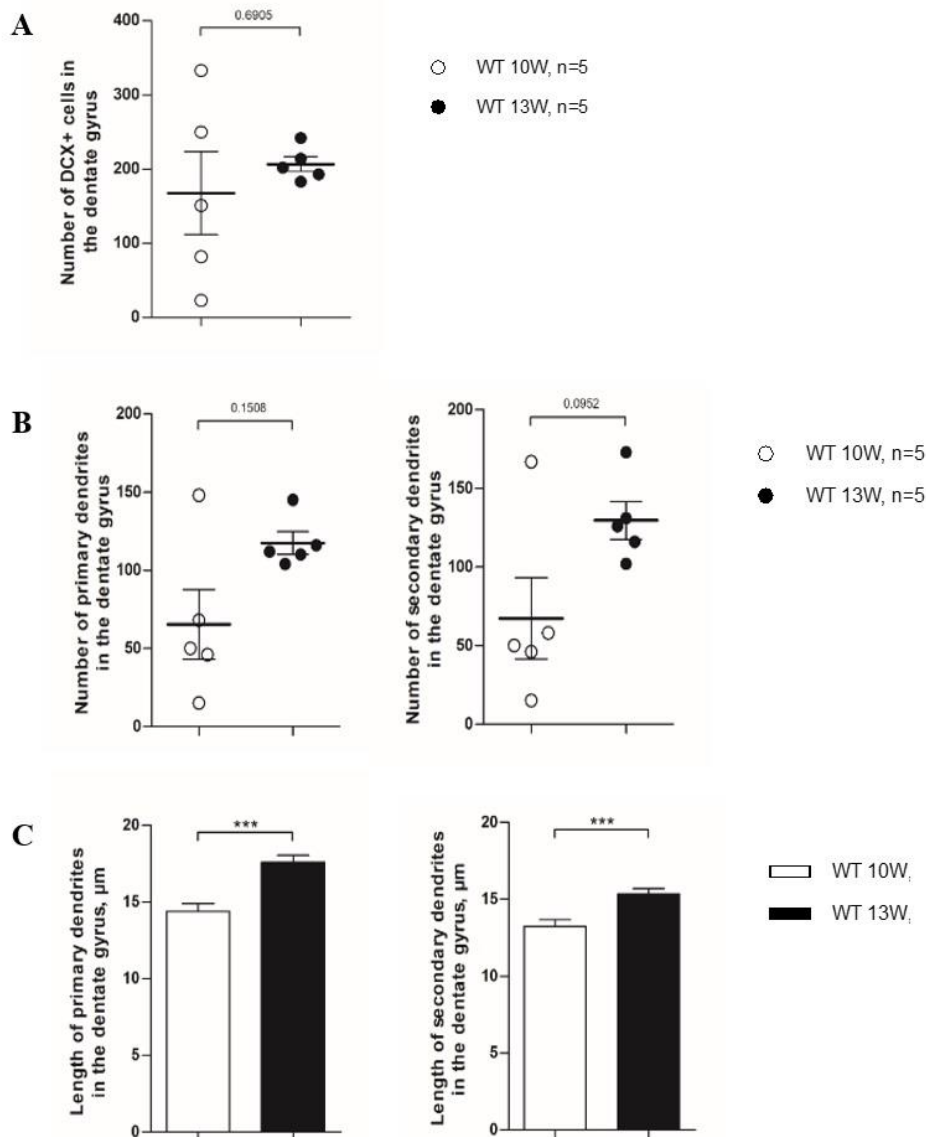 A
Number of DCX+ cells in
the dentate gyrus
400
300
200
100
0
0.6905
WT 10W, n=5
WT 13W, n=5
B
Number of primary dendrites
in the dentate gyrus
200
150
100
50
0
0.1508
Number of secondary dendrites
in the dentate gyrus
200
150
100
50
0
0.0952
WT 10W, n=5
WT 13W, n=5
C
Length of primary dendrites
in the dentate gyrus, µm
20
15
10
5
0
***
Length of secondary dendrites
in the dentate gyrus, µm
20
15
10
5
0
***
WT 10W,
WT 13W,